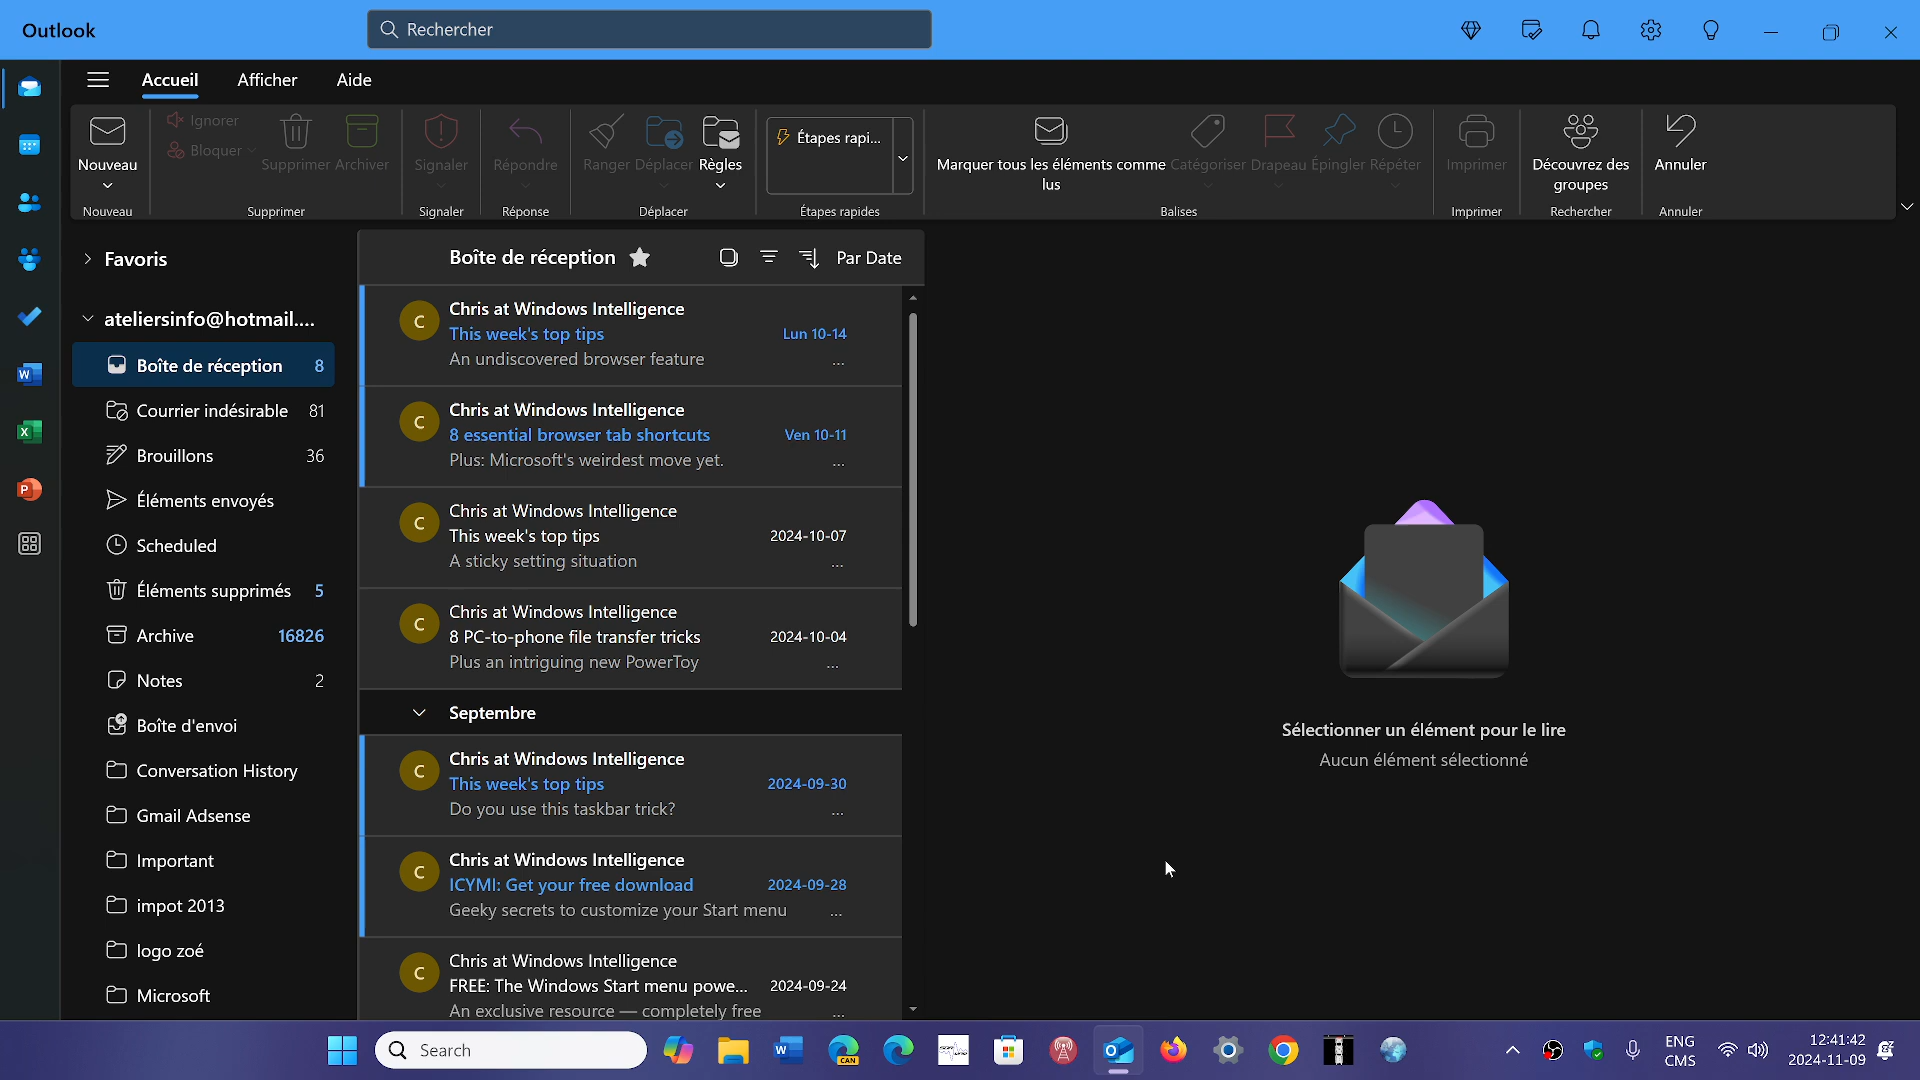 Outlook
Rechercher
Accueil
Afficher
Aide
Nouveau
Ignorer
Bloquer
Supprimer
Archiver
Signaler
Répondre
Ranger
Déplacer
Règles
Étapes rapi...
Marquer tous les éléments comme
lus
Catégoriser
Drapeau
Épingler
Répéter
Imprimer
Découvrez des
groupes
Annuler
Nouveau
Supprimer
Signaler
Réponse
Déplacer
Étapes rapides
Balises
Imprimer
Rechercher
Annuler
Favoris
ateliersinfo@hotmail....
Boîte de réception 8
Courrier indésirable 81
Brouillons 36
Éléments envoyés
Scheduled
Éléments supprimés 5
Archive 16826
Notes 2
Boîte d'envoi
Conversation History
Gmail Adsense
Important
impot 2013
logo zoé
Microsoft
Boîte de réception
Par Date
C
Chris at Windows Intelligence
This week's top tips Lun 10-14
An undiscovered browser feature ...
C
Chris at Windows Intelligence
8 essential browser tab shortcuts Ven 10-11
Plus: Microsoft's weirdest move yet. ...
C
Chris at Windows Intelligence
This week's top tips 2024-10-07
A sticky setting situation ...
C
Chris at Windows Intelligence
8 PC-to-phone file transfer tricks 2024-10-04
Plus an intriguing new PowerToy ...
Septembre
C
Chris at Windows Intelligence
This week's top tips 2024-09-30
Do you use this taskbar trick? ...
C
Chris at Windows Intelligence
ICYMI: Get your free download 2024-09-28
Geeky secrets to customize your Start menu ...
C
Chris at Windows Intelligence
FREE: The Windows Start menu powe... 2024-09-24
An exclusive resource — completely free ...
Sélectionner un élément pour le lire
Aucun élément sélectionné
Search
CAN
ENG
CMS
12:41:42
2024-11-09